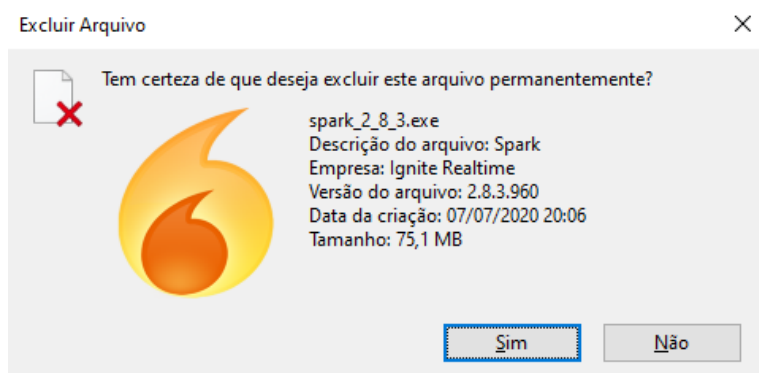 Excluir Arquivo
Tem certeza de que deseja excluir este arquivo permanentemente?
spark_2_8_3.exe
Descrição do arquivo: Spark
Empresa: Ignite Realtime
Versão do arquivo: 2.8.3.960
Data da criação: 07/07/2020 20:06
Tamanho: 75,1 MB
Sim
Não